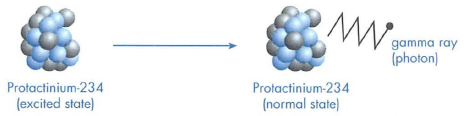 gamma ray
(photon)
Protactinium-234
(excited state)
Protactinium-234
(normal state)